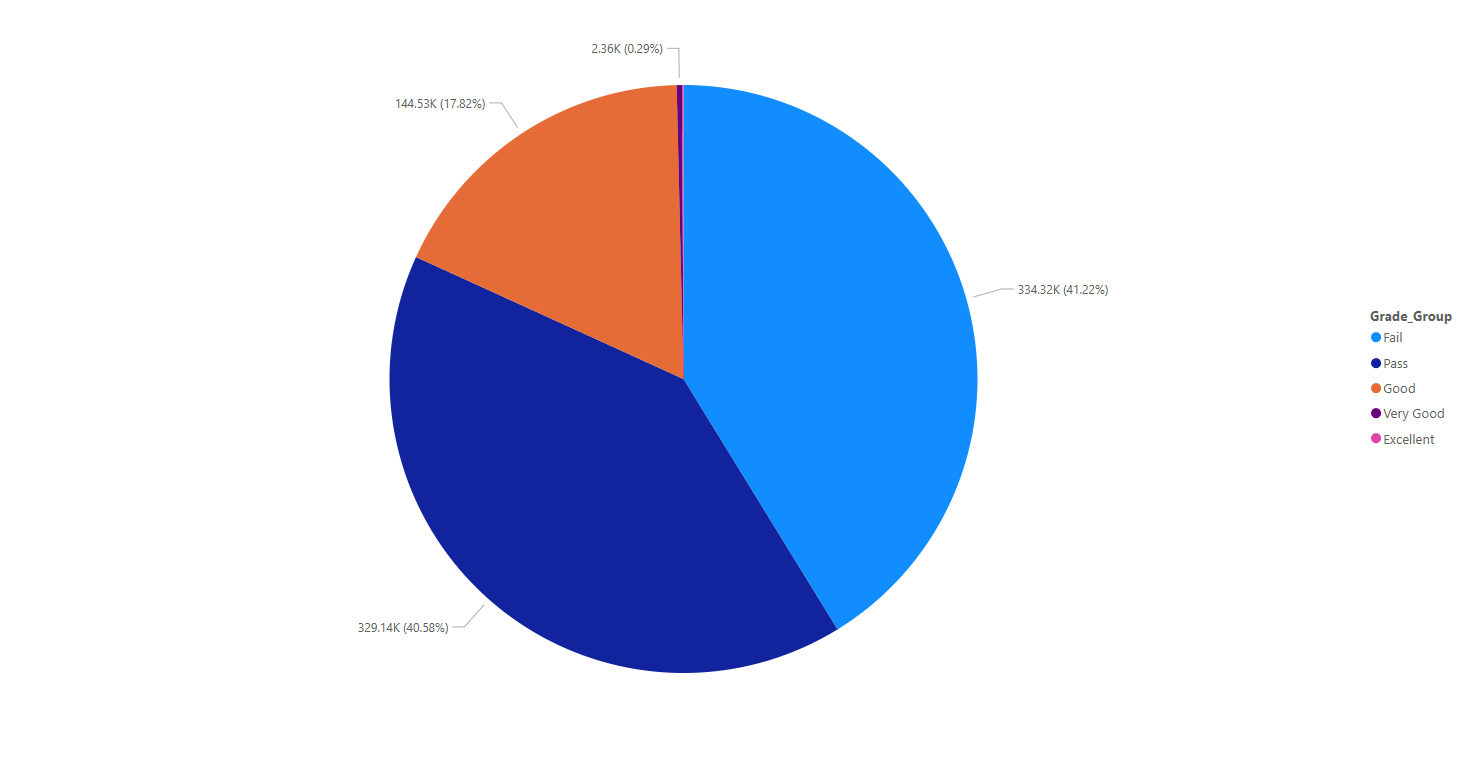 2.36K (0.29%)
144.53K (17.82%)
334.32K (41.22%)
329.14K (40.58%)
Grade_Group
Fail
Pass
Good
Very Good
Excellent